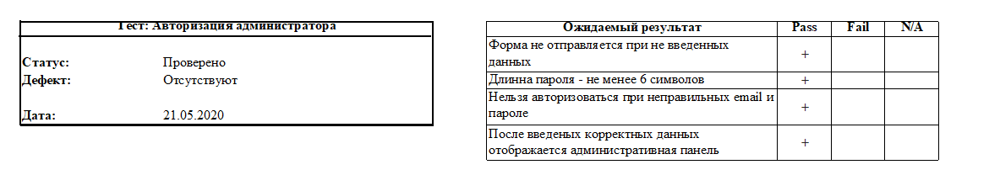 Тест: Авторизация администратора
Статус: Проверено
Дефект: Отсутствуют
Дата: 21.05.2020
Ожидаемый результат Pass Fail N/A
Форма не отправляется при не введенных
данных +
Длинна пароля - не менее 6 символов +
Нельзя авторизоваться при неправильных email и
пароле +
После введеных корректных данных
отображается административная панель +